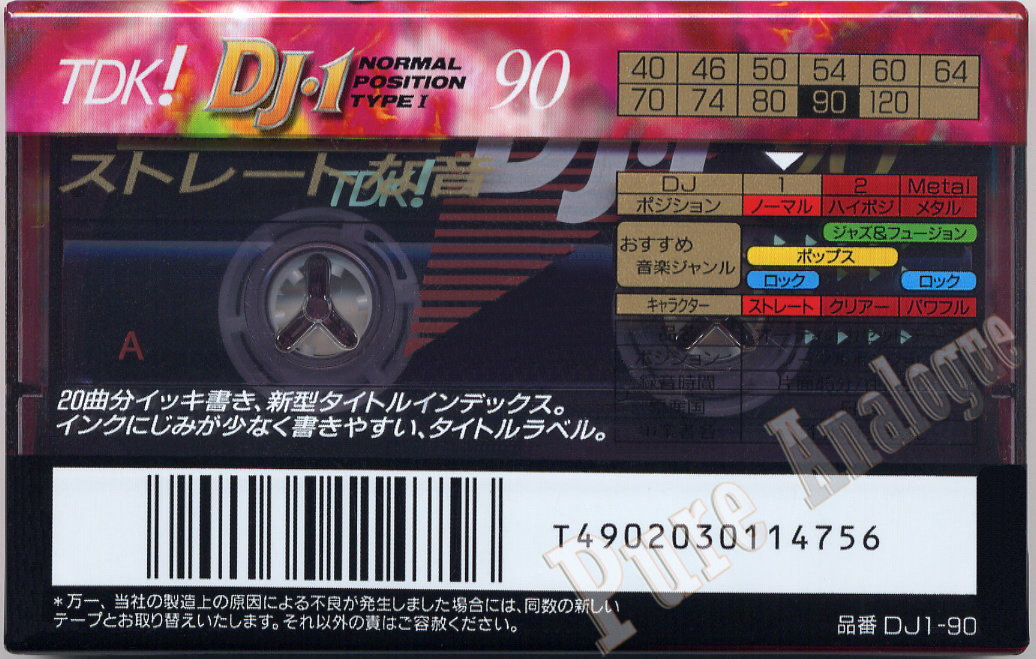 TDK! DJ・1 NORMAL POSITION TYPE I 90
40 46 50 54 60 64
70 74 80 90 120
ストレートな音
TDK!
DJ・1
DJ 1 2 Metal
ポジション ノーマル ハイポジ メタル
おすすめ音楽ジャンル
ジャズ&フュージョン
ポップス
ロック ロック
キャラクター ストレート クリアー パワフル
ポジション
録音時間
A
20曲分イッキ書き、新型タイトルインデックス。
インクにじみが少なく書きやすい、タイトルラベル。
T4902030114756
*万一、当社の製造上の原因による不良が発生しました場合には、同数の新しい
テープとお取り替えいたします。それ以外の責はご容赦ください。
品番 DJ1-90
Pure Analogue